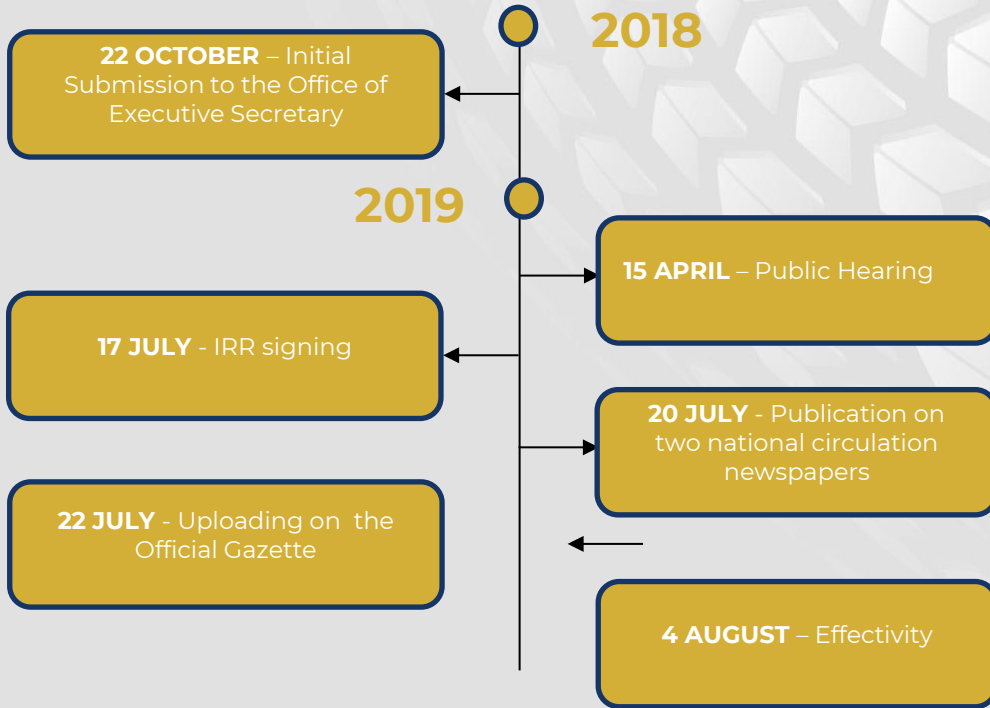 2018
22 OCTOBER – Initial
Submission to the Office of
Executive Secretary
2019
15 APRIL – Public Hearing
17 JULY - IRR signing
20 JULY - Publication on
two national circulation
newspapers
22 JULY - Uploading on the
Official Gazette
4 AUGUST – Effectivity